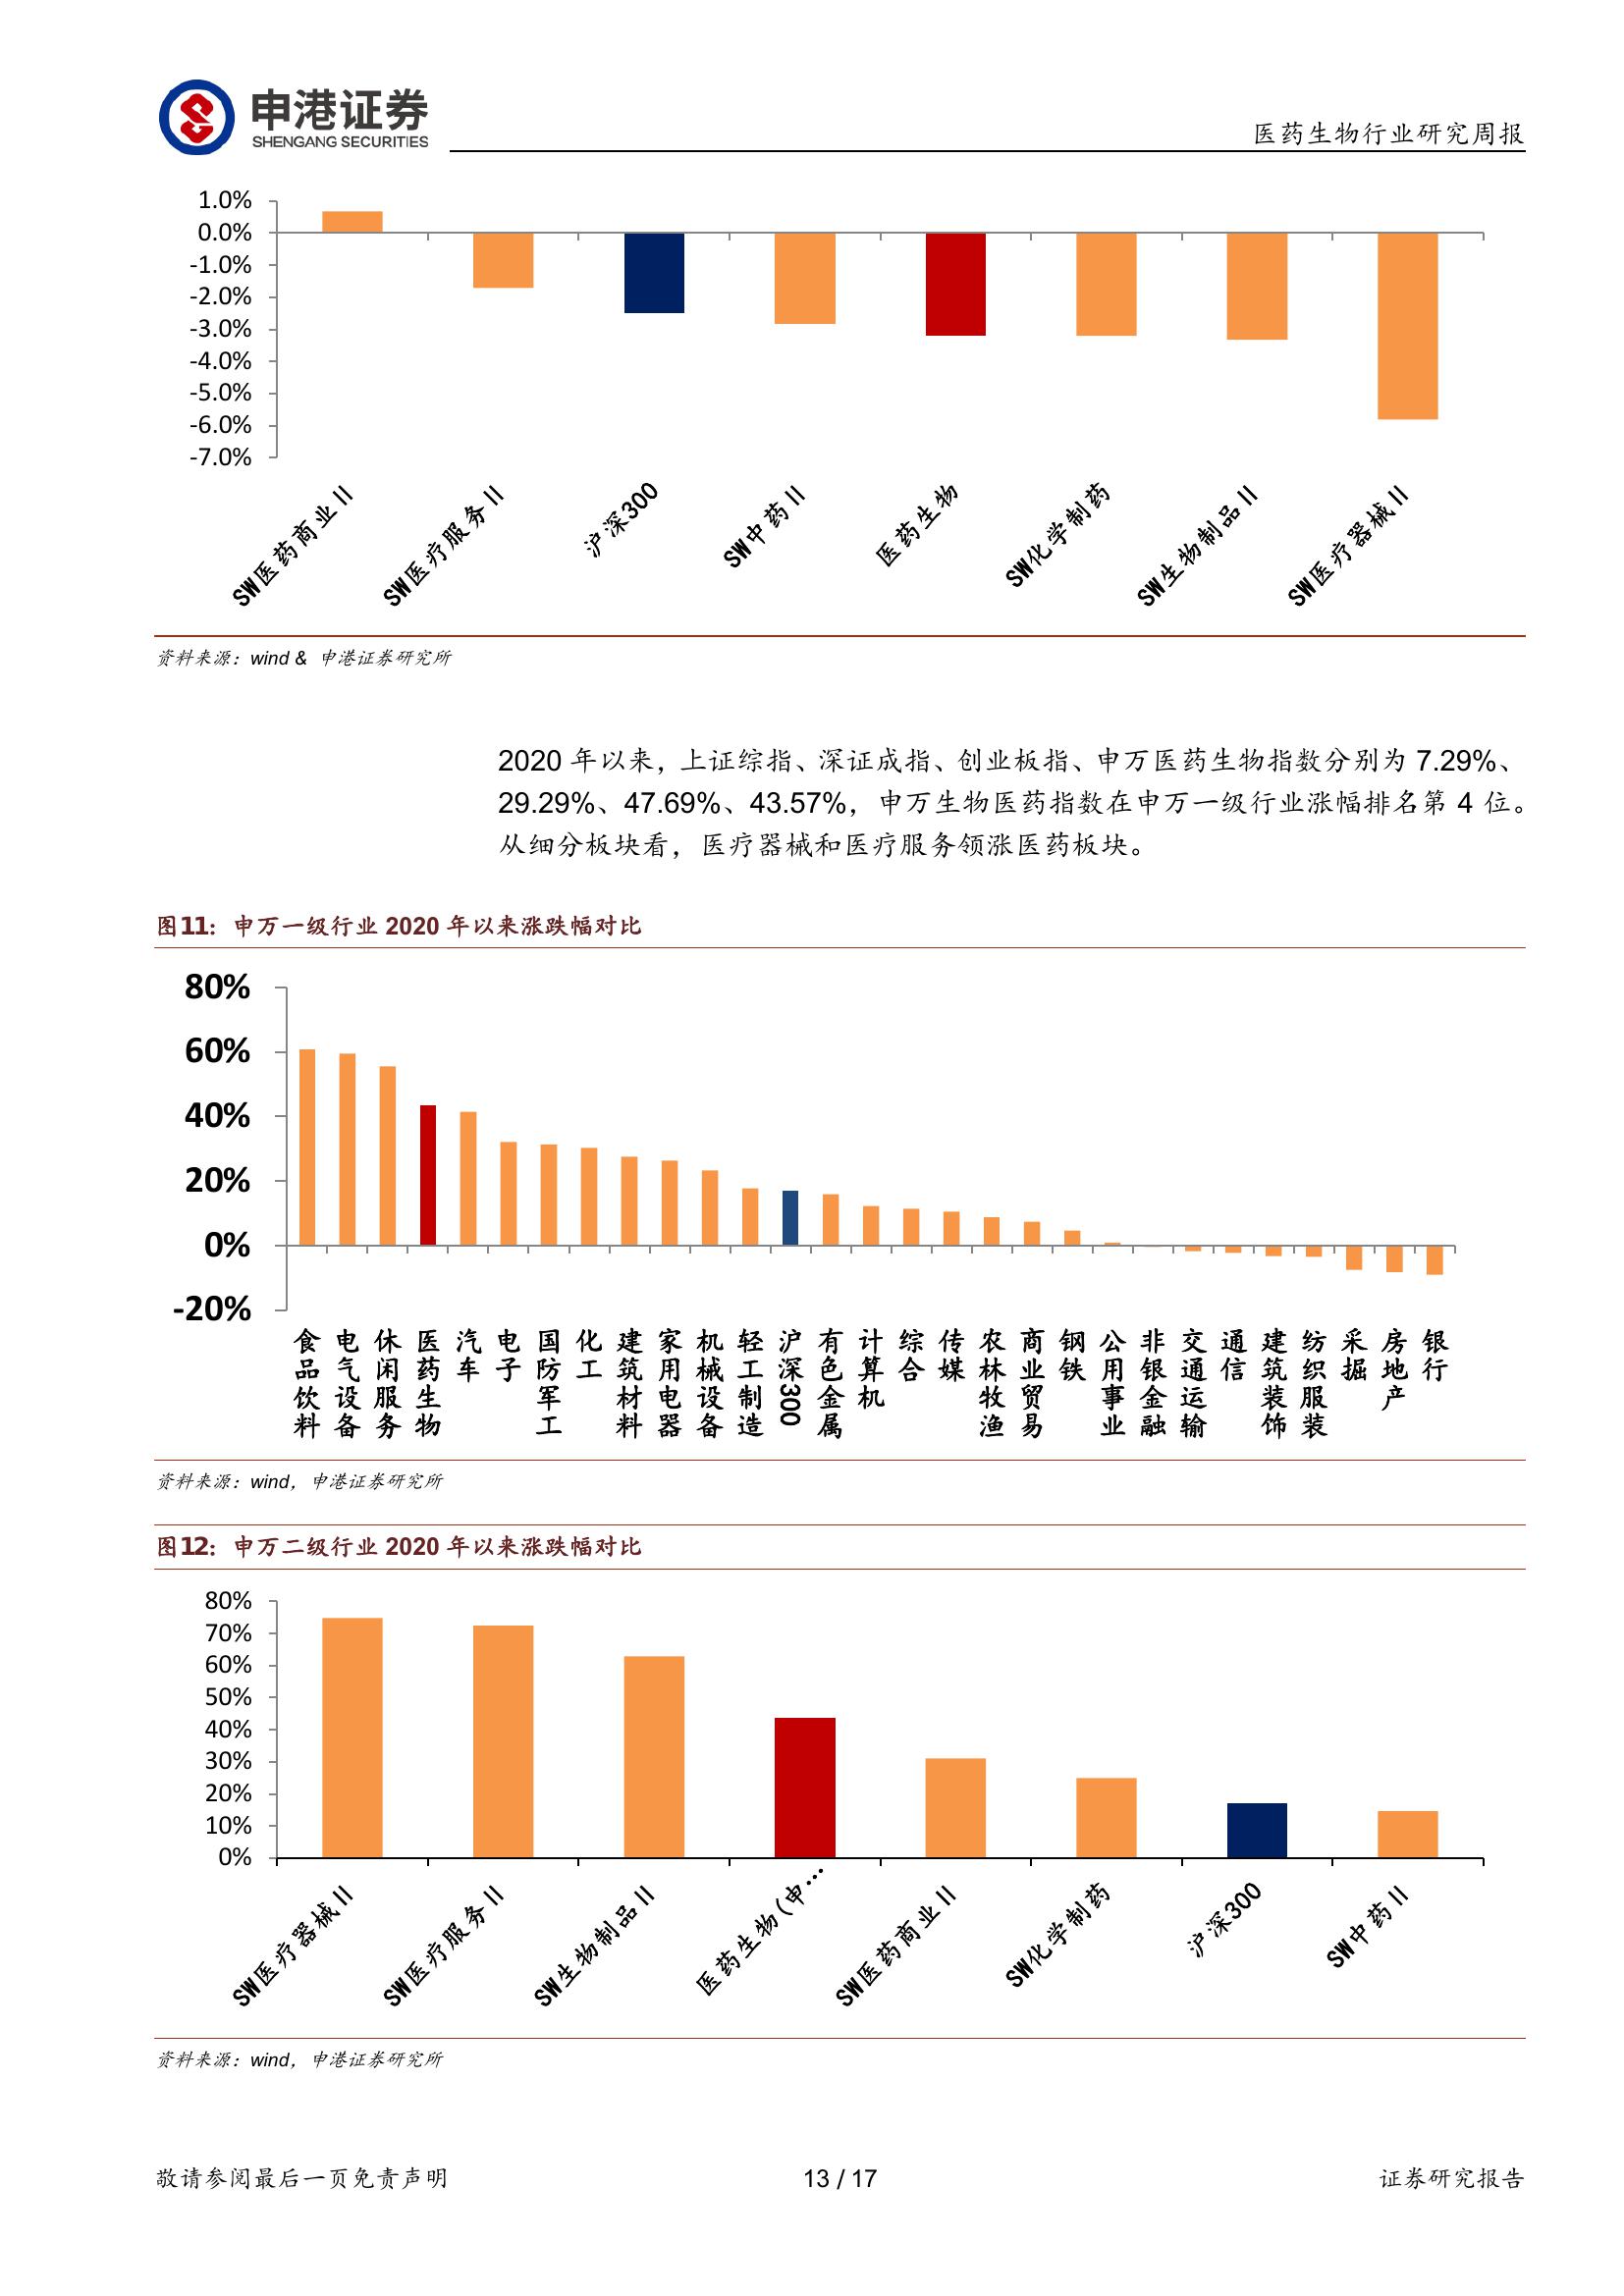 申港证券
SHENGANG SECURITIES
医药生物行业研究周报
1.0%
0.0%
-1.0%
-2.0%
-3.0%
-4.0%
-5.0%
-6.0%
-7.0%
SW医药商业Ⅱ
SW医疗服务Ⅱ
沪深300
SW中药Ⅱ
医药生物
SW化学制药
SW生物制品Ⅱ
SW医疗器械Ⅱ
资料来源：wind & 申港证券研究所
2020 年以来，上证综指、深证成指、创业板指、申万医药生物指数分别为 7.29%、
29.29%、47.69%、43.57%，申万生物医药指数在申万一级行业涨幅排名第 4 位。
从细分板块看，医疗器械和医疗服务领涨医药板块。
图11：申万一级行业 2020 年以来涨跌幅对比
80%
60%
40%
20%
0%
-20%
食品饮料
电气设备
休闲服务
医药生物
汽车
电子
国防军工
化工
建筑材料
家用电器
机械设备
轻工制造
沪深300
有色金属
计算机
综合
传媒
农林牧渔
商业贸易
钢铁
公用事业
非银金融
交通运输
通信
建筑装饰
纺织服装
采掘
房地产
银行
资料来源：wind，申港证券研究所
图12：申万二级行业 2020 年以来涨跌幅对比
80%
70%
60%
50%
40%
30%
20%
10%
0%
SW医疗器械Ⅱ
SW医疗服务Ⅱ
SW生物制品Ⅱ
医药生物(申…
SW医药商业Ⅱ
SW化学制药
沪深300
SW中药Ⅱ
资料来源：wind，申港证券研究所
敬请参阅最后一页免责声明
13 / 17
证券研究报告